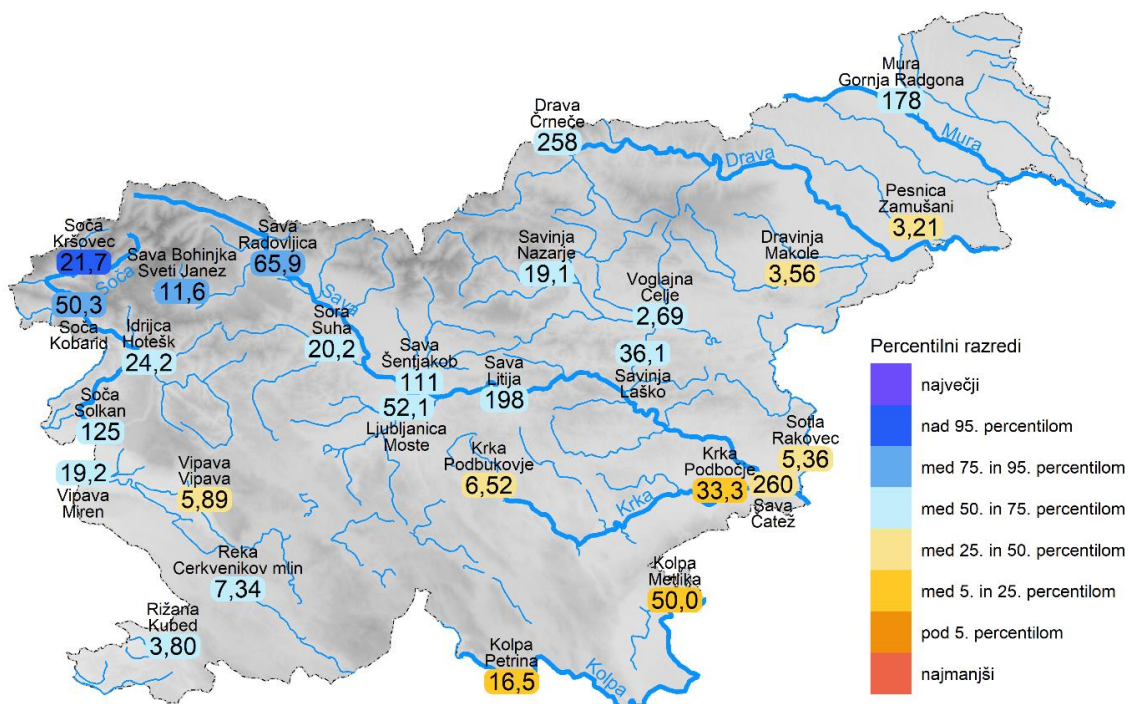 Mura
Gornja Radgona
178
Mura
Drava
Črneče
258
Drava
Pesnica
Zamušani
3,21
Soča
Kršovec
21,7
Sava Bohinjka
Sveti Janez
11,6
Sava
Radovljica
65,9
Savinja
Nazarje
19,1
Dravinja
Makole
3,56
Soča
50,3
Soča
Kobarid
Sava
Voglajna
Celje
2,69
Idrijca
Hotešk
24,2
Sora
Suha
20,2
Sava
Šentjakob
111
52,1
Ljubljanica
Moste
Sava
Litija
198
36,1
Savinja
Laško
Soča
Solkan
125
19,2
Vipava
Miren
Vipava
Vipava
5,89
Krka
Podbukovje
6,52
Krka
Krka
Podbočje
33,3
Sotla
Rakovec
5,36
260
Sava
Čatež
Reka
Cerkvenikov mlin
7,34
Rižana
Kubed
3,80
Kolpa
Metlika
50,0
Kolpa
Petrina
16,5
Kolpa
Percentilni razredi
največji
nad 95. percentilom
med 75. in 95. percentilom
med 50. in 75. percentilom
med 25. in 50. percentilom
med 5. in 25. percentilom
pod 5. percentilom
najmanjši